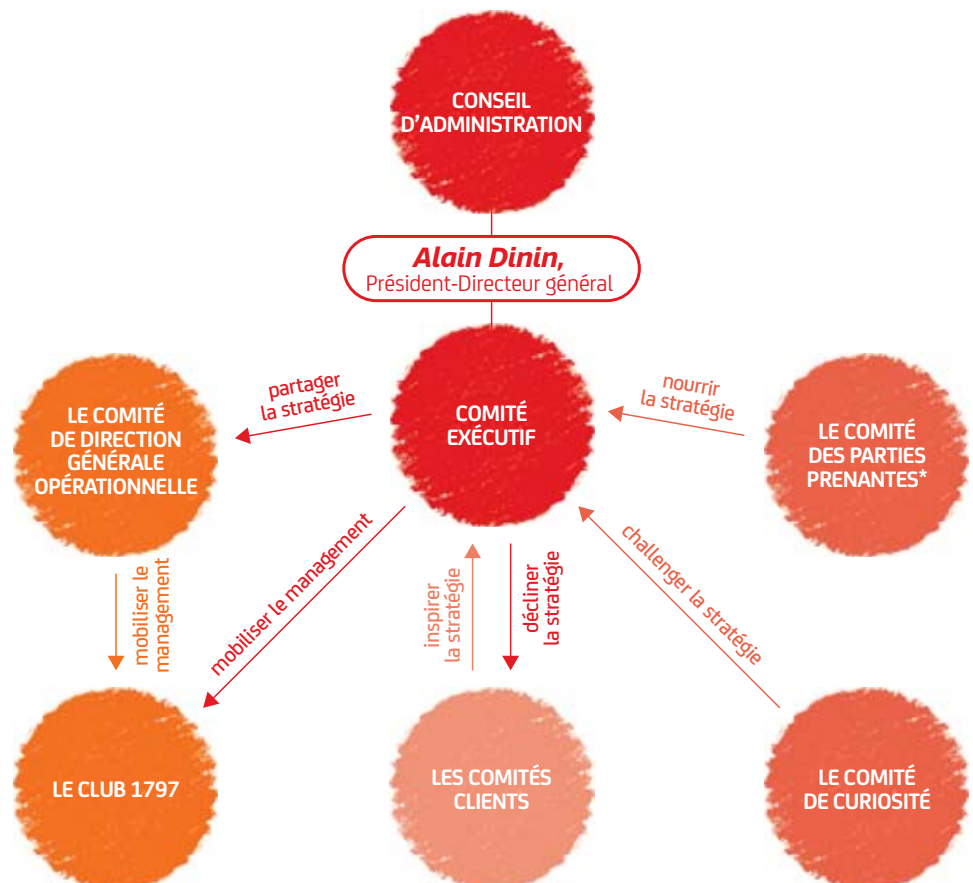 CONSEIL
D'ADMINISTRATION
Alain Dinin,
Président-Directeur général
partager
la stratégie
nourrir
la stratégie
LE COMITÉ
DE DIRECTION
GÉNÉRALE
OPÉRATIONNELLE
COMITÉ
EXÉCUTIF
LE COMITÉ
DES PARTIES
PRENANTES*
mobiliser le
management
mobiliser le management
inspirer
la stratégie
décliner
la stratégie
challenger la stratégie
LE CLUB 1797
LES COMITÉS
CLIENTS
LE COMITÉ
DE CURIOSITÉ